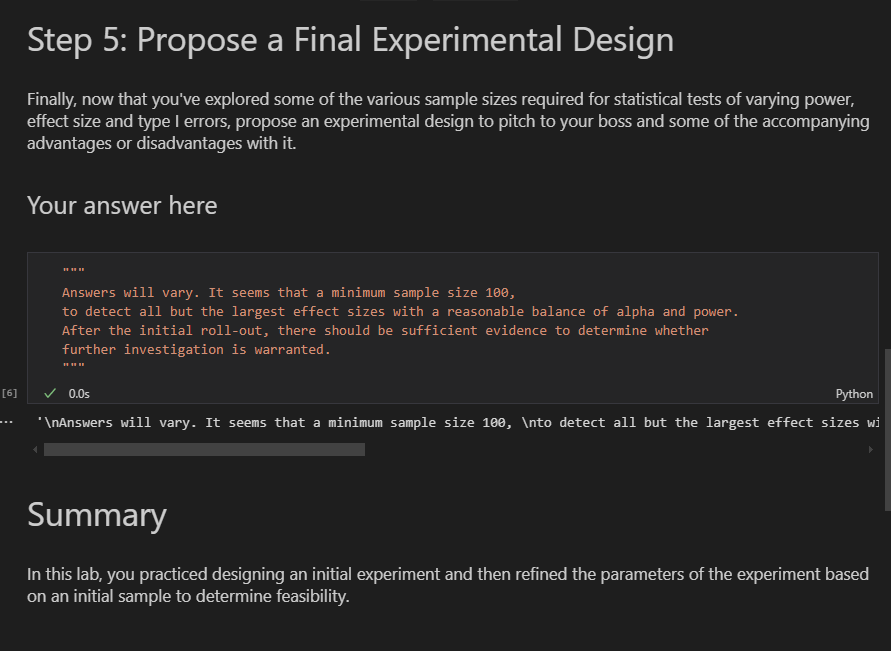 Step 5: Propose a Final Experimental Design
Finally, now that you've explored some of the various sample sizes required for statistical tests of varying power,
effect size and type I errors, propose an experimental design to pitch to your boss and some of the accompanying
advantages or disadvantages with it.
Your answer here
"""
Answers will vary. It seems that a minimum sample size 100,
to detect all but the largest effect sizes with a reasonable balance of alpha and power.
After the initial roll-out, there should be sufficient evidence to determine whether
further investigation is warranted.
"""
[6] ✓ 0.0s Python
... '\nAnswers will vary. It seems that a minimum sample size 100, \nto detect all but the largest effect sizes wi
Summary
In this lab, you practiced designing an initial experiment and then refined the parameters of the experiment based
on an initial sample to determine feasibility.